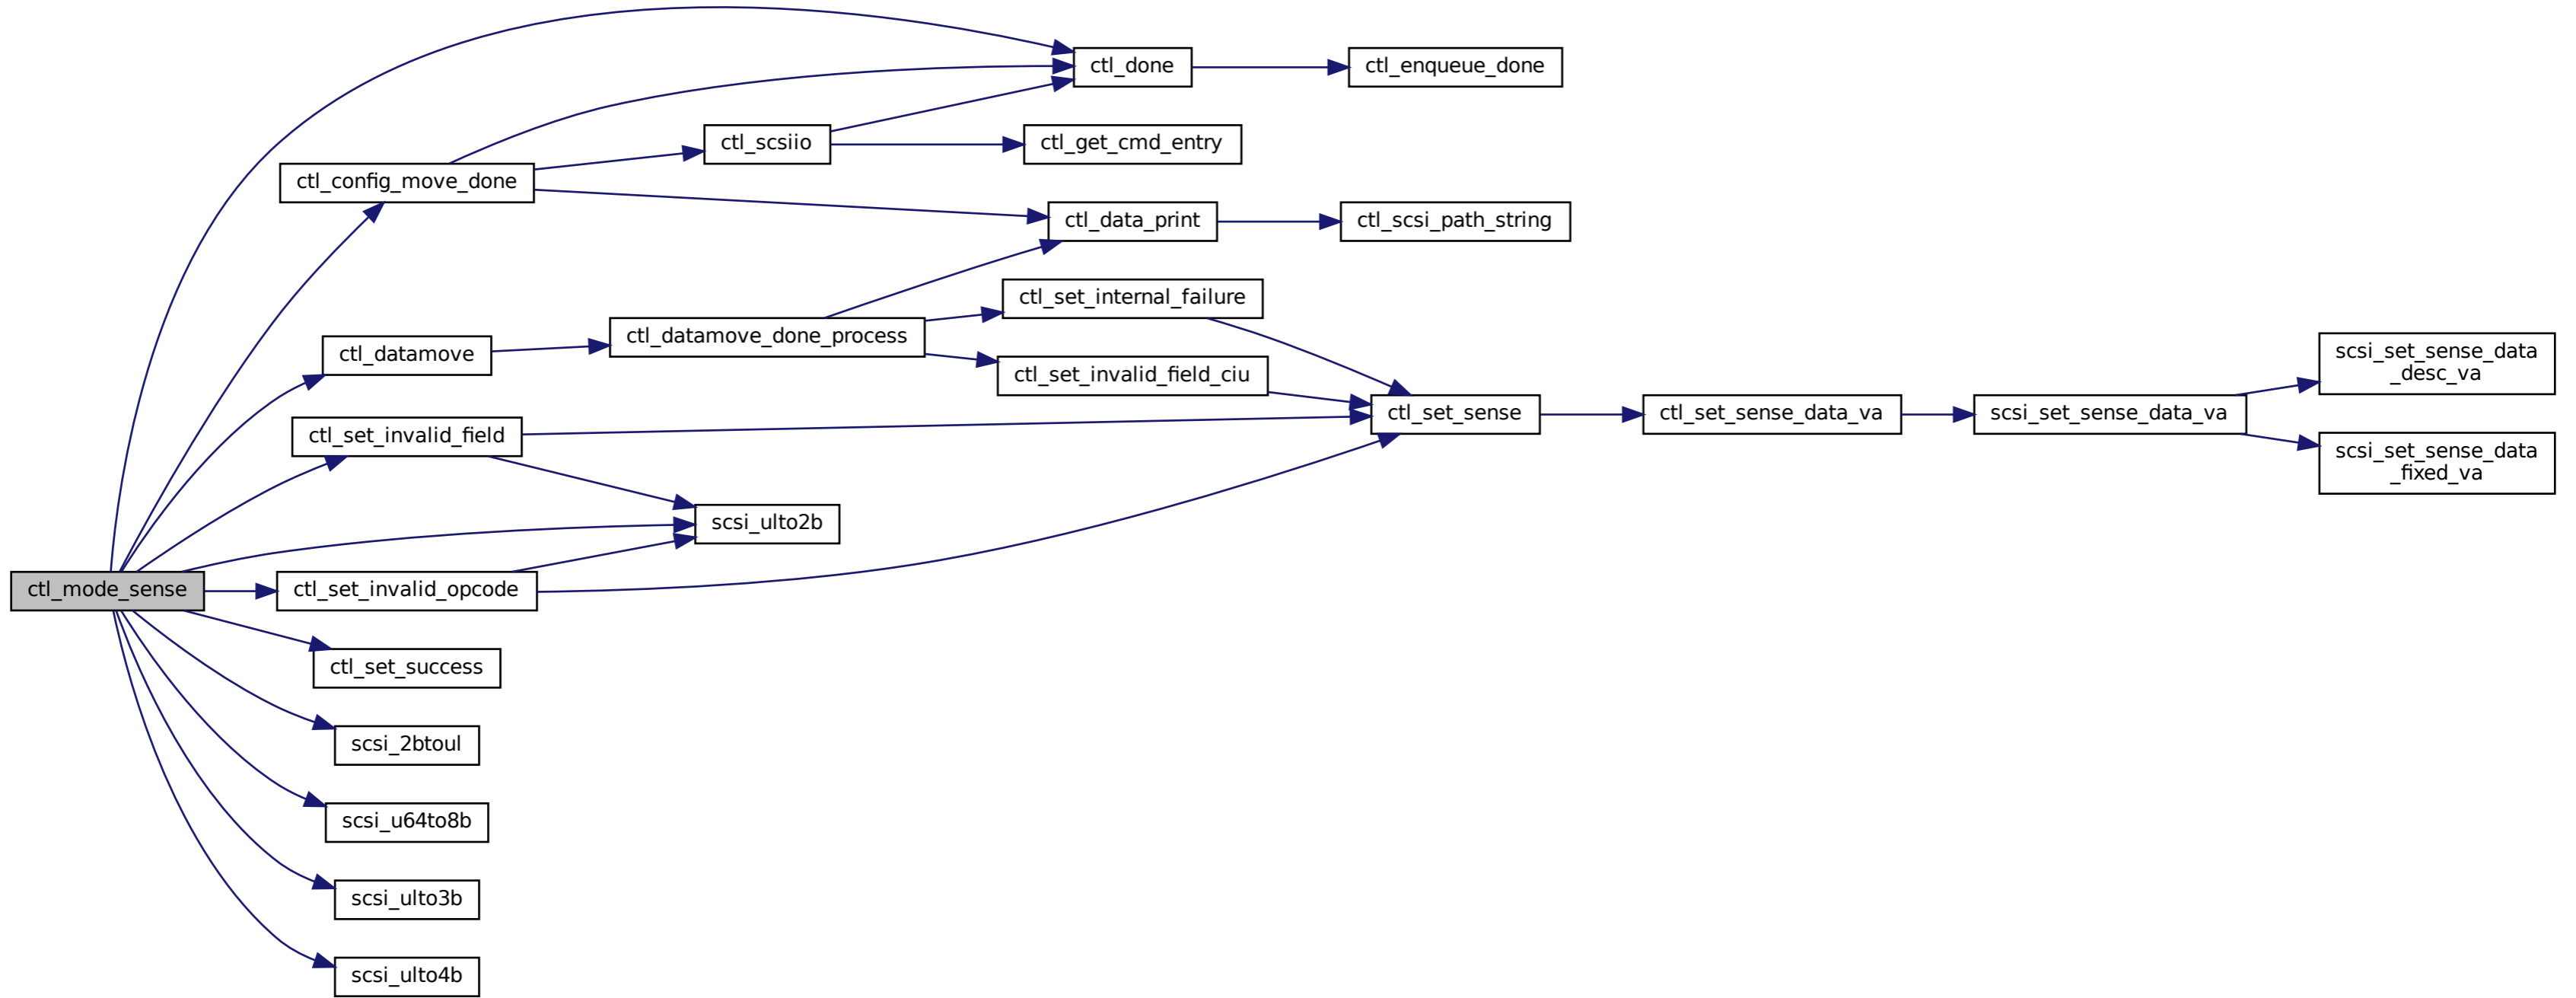 ctl_mode_sense
ctl_config_move_done
ctl_done
ctl_enqueue_done
ctl_scsiio
ctl_get_cmd_entry
ctl_data_print
ctl_scsi_path_string
ctl_datamove
ctl_datamove_done_process
ctl_set_internal_failure
ctl_set_invalid_field_ciu
ctl_set_sense
ctl_set_sense_data_va
scsi_set_sense_data_va
scsi_set_sense_data
_desc_va
scsi_set_sense_data
_fixed_va
ctl_set_invalid_field
scsi_ulto2b
ctl_set_invalid_opcode
ctl_set_success
scsi_2btoul
scsi_u64to8b
scsi_ulto3b
scsi_ulto4b